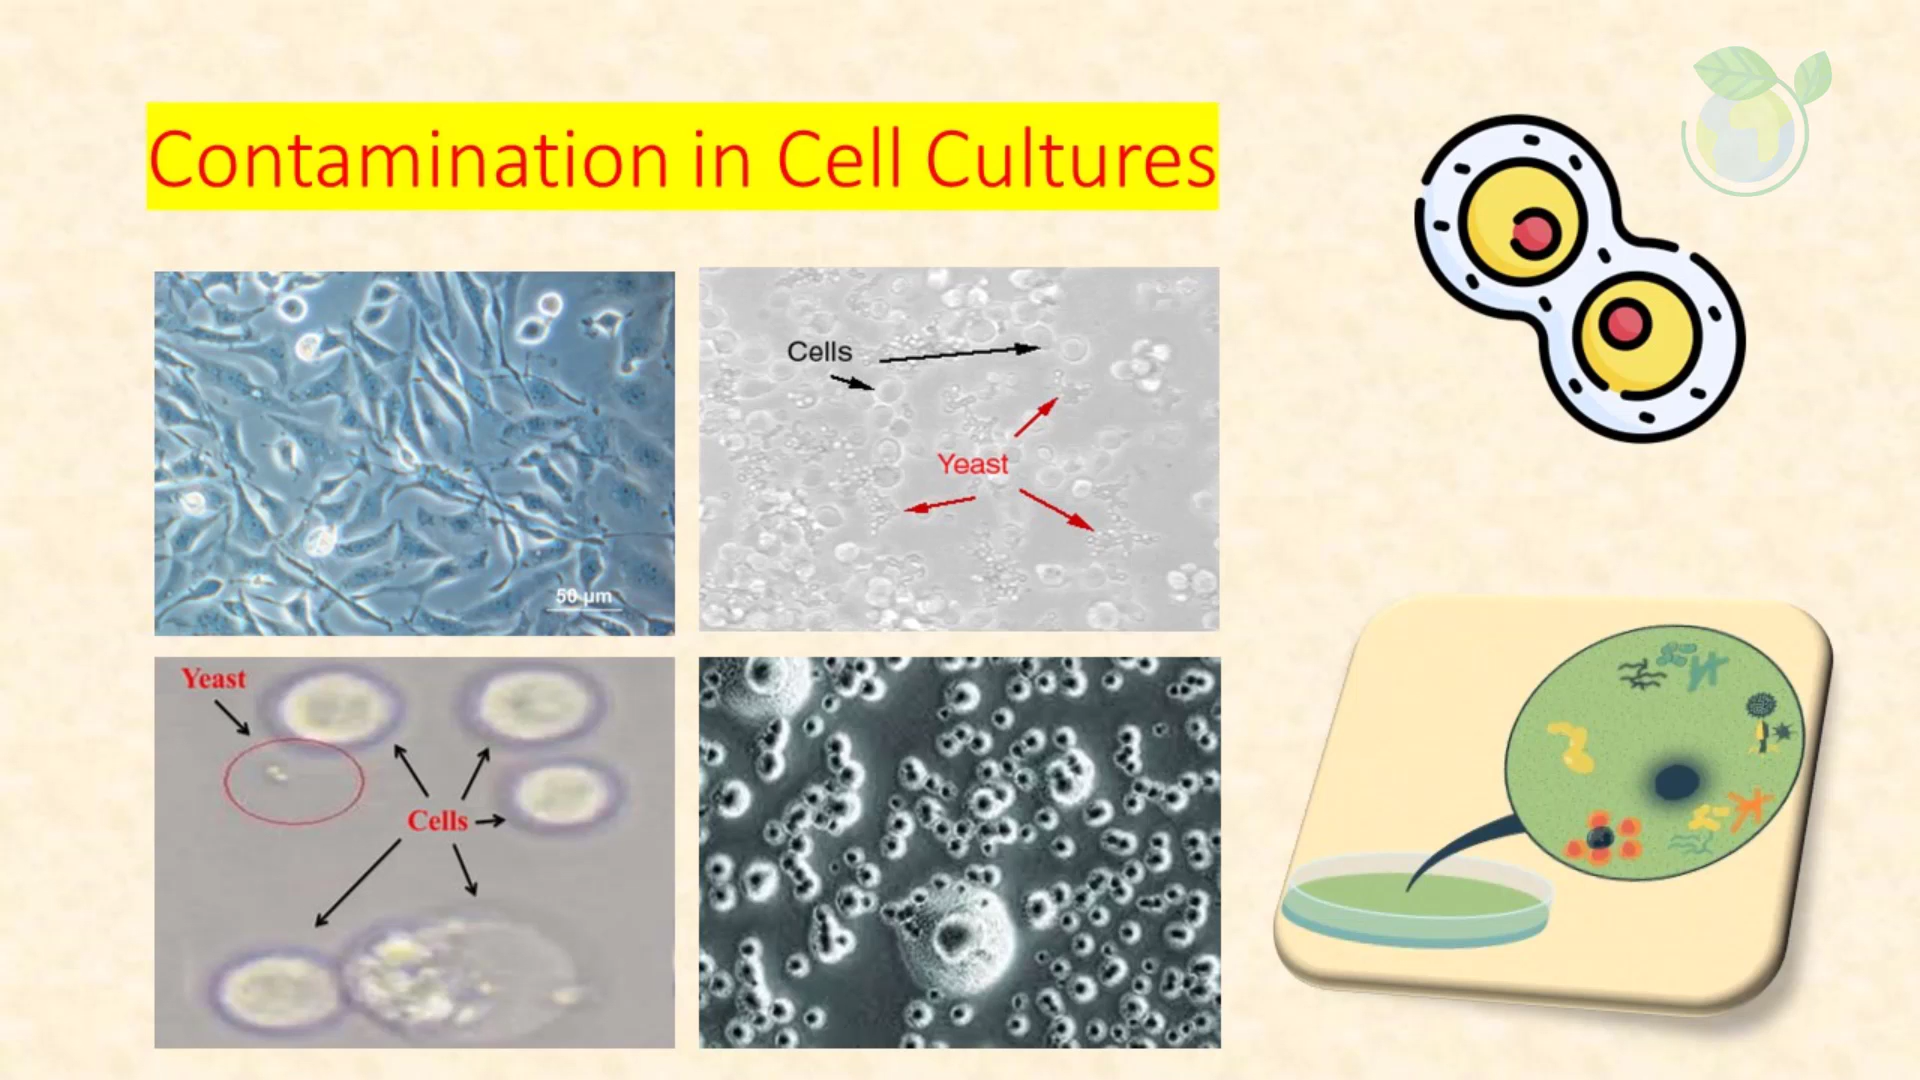 Contamination in Cell Cultures
Cells
Yeast
50 µm
Yeast
Cells